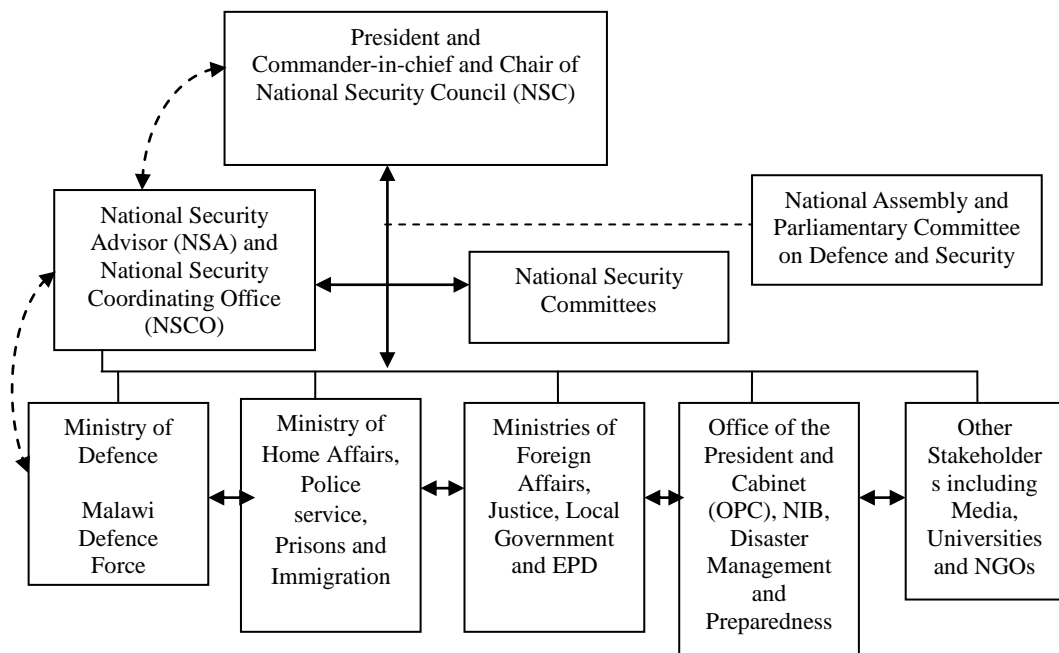 President and
Commander-in-chief and Chair of
National Security Council (NSC)
National Security
Advisor (NSA) and
National Security
Coordinating Office
(NSCO)
National Assembly and
Parliamentary Committee
on Defence and Security
National Security
Committees
Ministry of
Defence
Malawi
Defence
Force
Ministry of
Home Affairs,
Police
service,
Prisons and
Immigration
Ministries of
Foreign
Affairs,
Justice, Local
Government
and EPD
Office of the
President and
Cabinet
(OPC), NIB,
Disaster
Management
and
Preparedness
Other
Stakeholder
s including
Media,
Universities
and NGOs